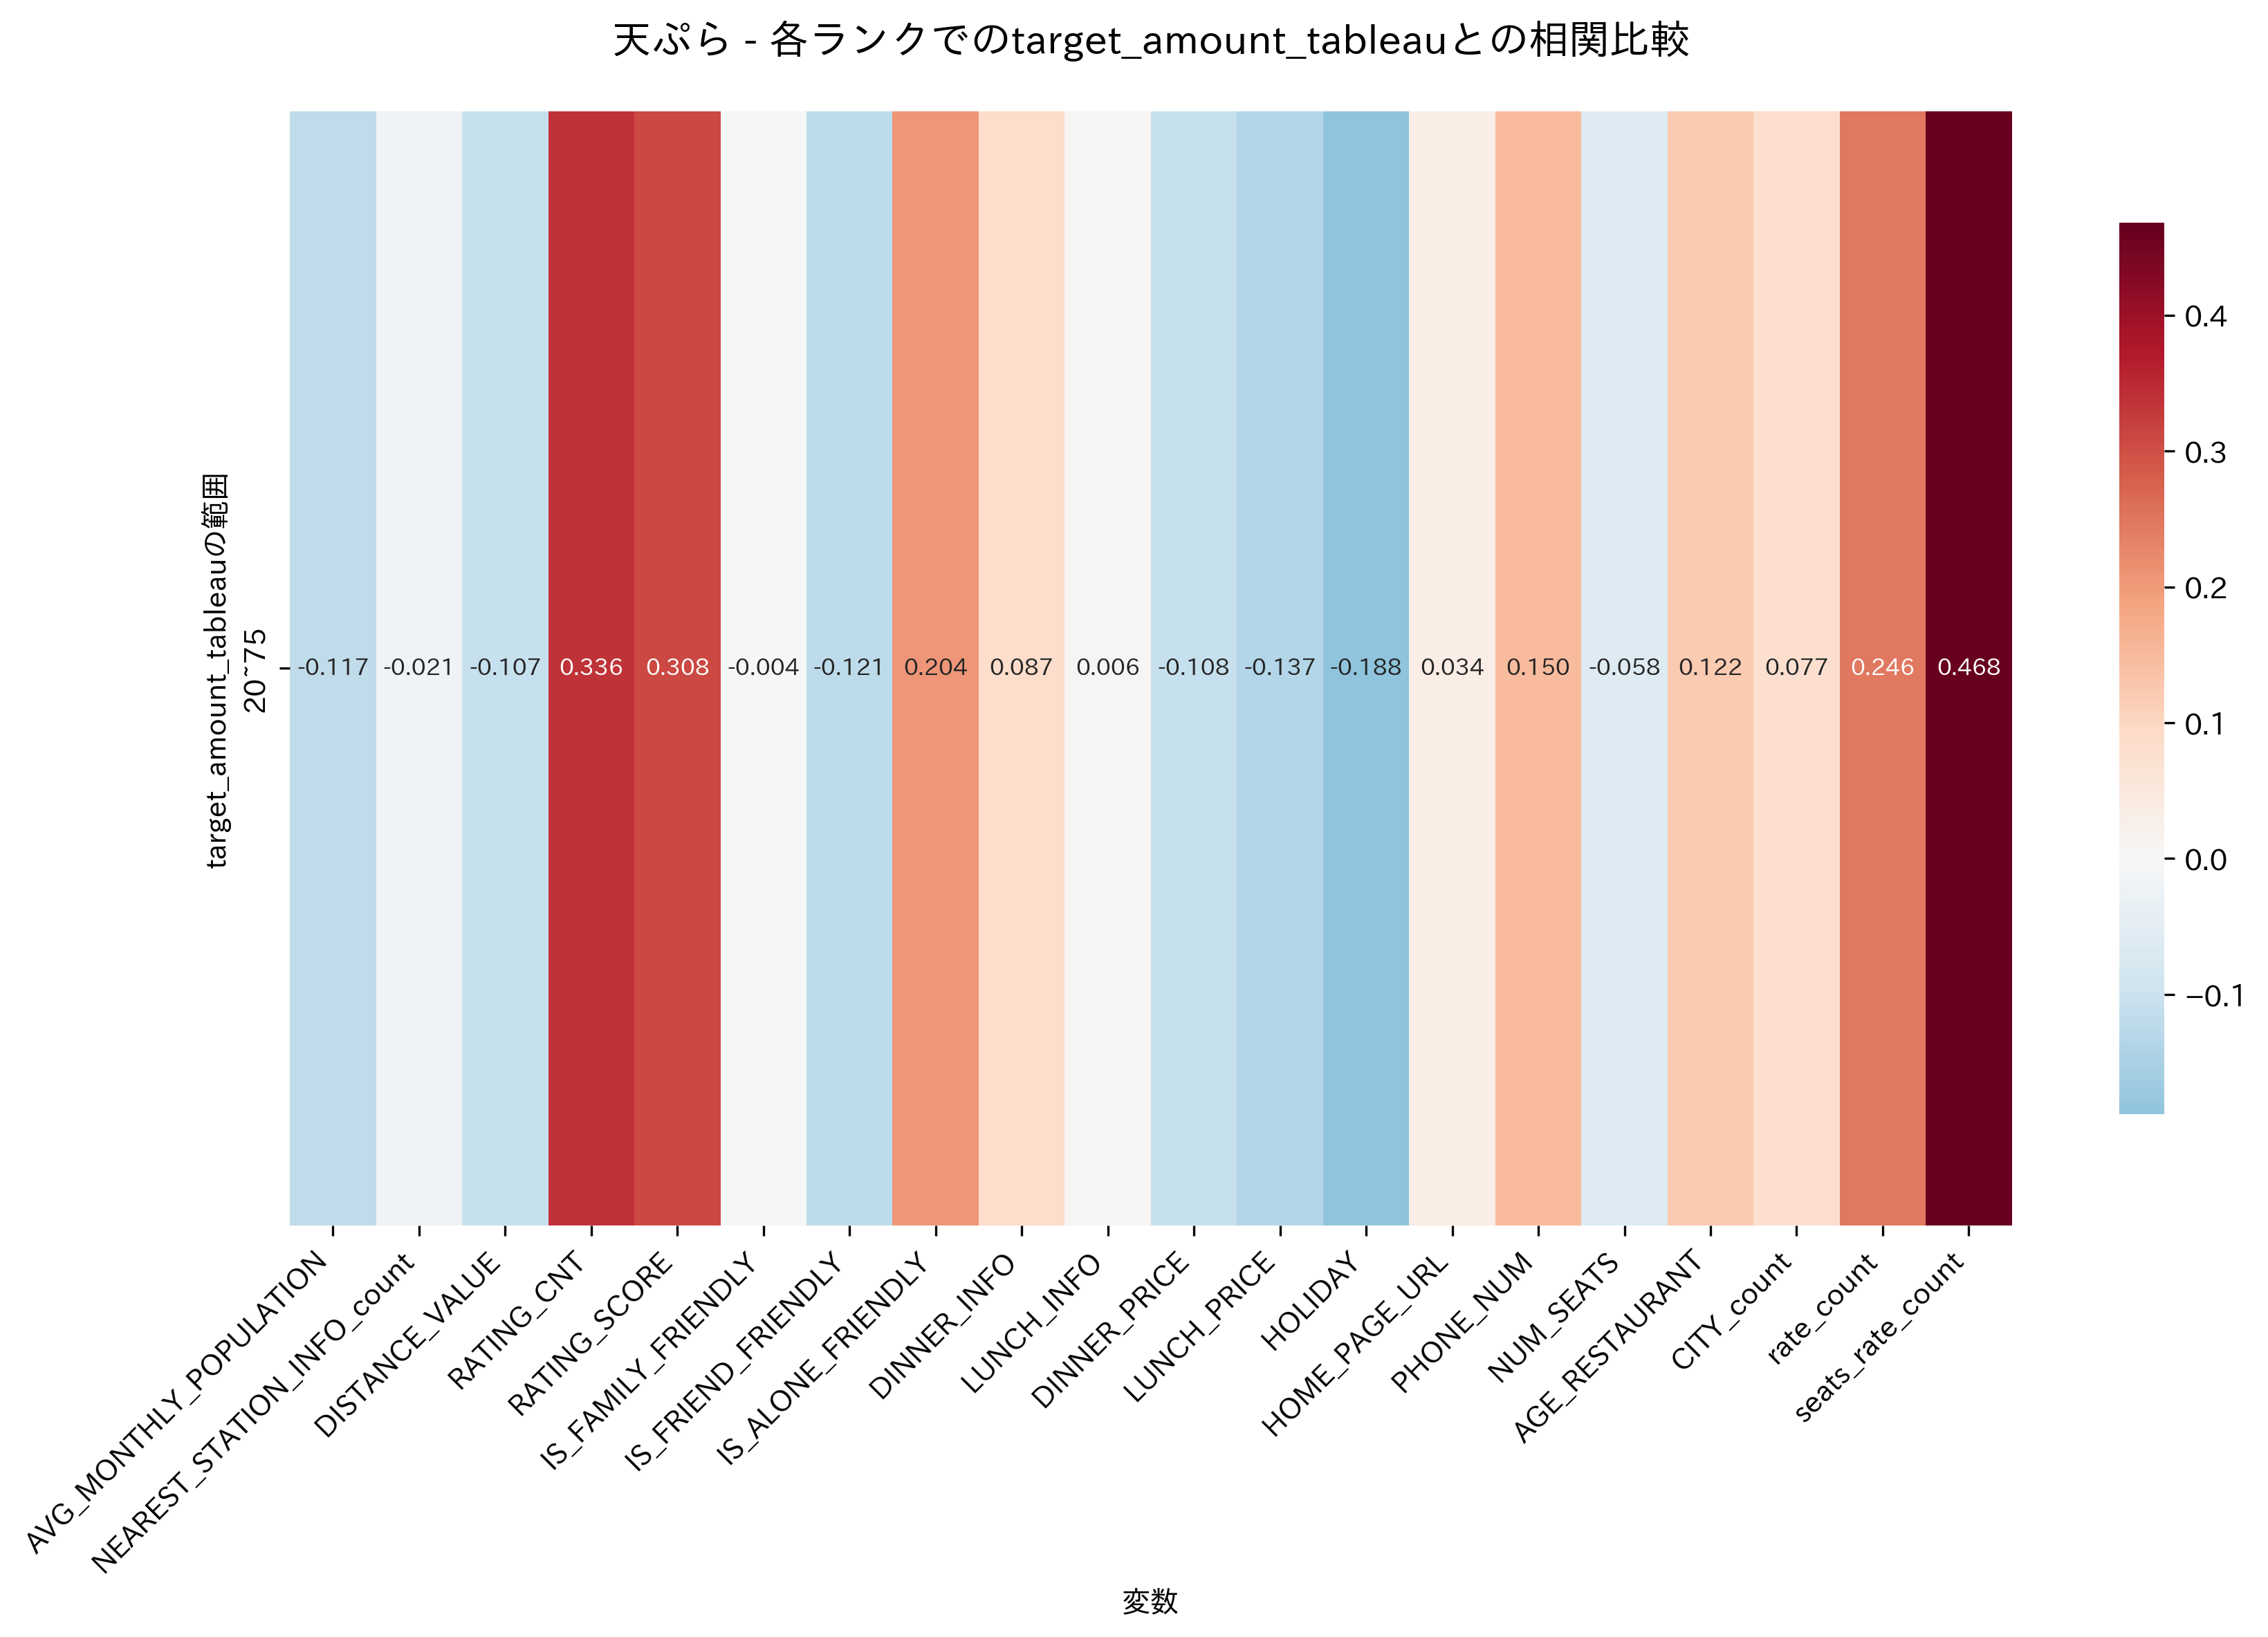 天ぷら - 各ランクでのtarget_amount_tableauとの相関比較
target_amount_tableauの範囲
20~75
-0.117 -0.021 -0.107 0.336 0.308 -0.004 -0.121 0.204 0.087 0.006 -0.108 -0.137 -0.188 0.034 0.150 -0.058 0.122 0.077 0.246 0.468
AVG_MONTHLY_POPULATION
NEAREST_STATION_INFO_count
DISTANCE_VALUE
RATING_CNT
RATING_SCORE
IS_FAMILY_FRIENDLY
IS_FRIEND_FRIENDLY
IS_ALONE_FRIENDLY
DINNER_INFO
LUNCH_INFO
DINNER_PRICE
LUNCH_PRICE
HOLIDAY
HOME_PAGE_URL
PHONE_NUM
NUM_SEATS
AGE_RESTAURANT
CITY_count
rate_count
seats_rate_count
変数
0.4
0.3
0.2
0.1
0.0
−0.1